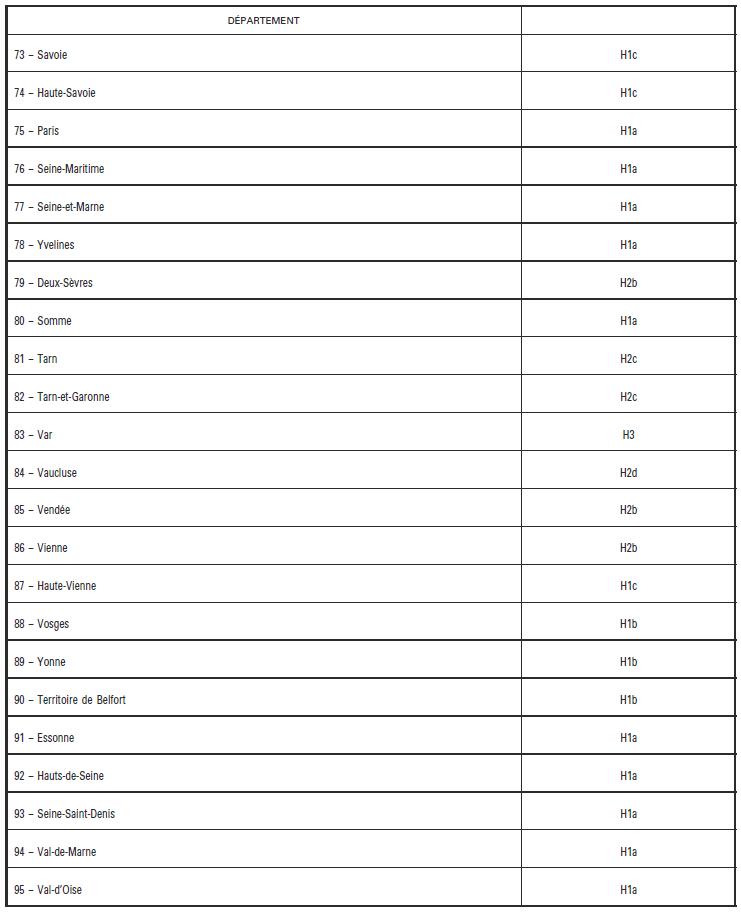 DÉPARTEMENT
73 – Savoie H1c
74 – Haute-Savoie H1c
75 – Paris H1a
76 – Seine-Maritime H1a
77 – Seine-et-Marne H1a
78 – Yvelines H1a
79 – Deux-Sèvres H2b
80 – Somme H1a
81 – Tarn H2c
82 – Tarn-et-Garonne H2c
83 – Var H3
84 – Vaucluse H2d
85 – Vendée H2b
86 – Vienne H2b
87 – Haute-Vienne H1c
88 – Vosges H1b
89 – Yonne H1b
90 – Territoire de Belfort H1b
91 – Essonne H1a
92 – Hauts-de-Seine H1a
93 – Seine-Saint-Denis H1a
94 – Val-de-Marne H1a
95 – Val-d’Oise H1a